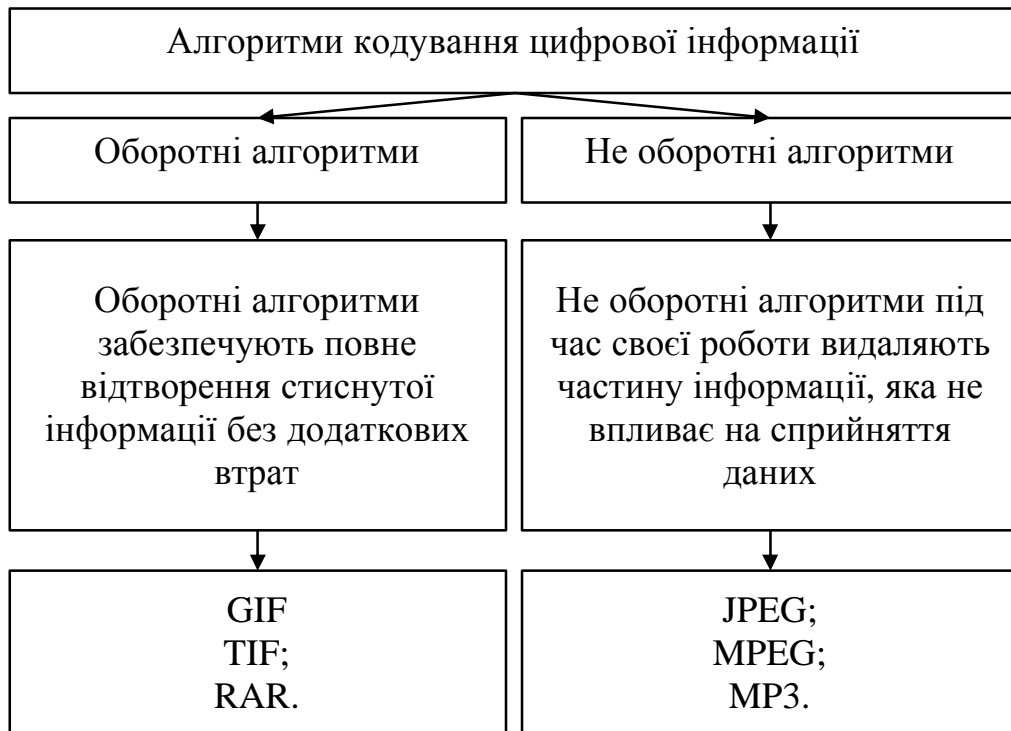 Алгоритми кодування цифрової інформації
Оборотні алгоритми
Не оборотні алгоритми
Оборотні алгоритми
забезпечують повне
відтворення стиснутої
інформації без додаткових
втрат
Не оборотні алгоритми під
час своєї роботи видаляють
частину інформації, яка не
впливає на сприйняття
даних
GIF
TIF;
RAR.
JPEG;
MPEG;
MP3.